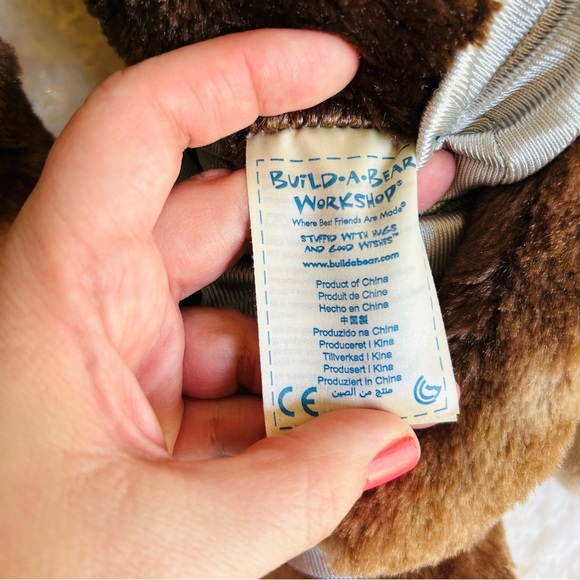 BUILD-A-BEAR
WORKSHOP®
Where Best Friends Are Made®
STUFFED WITH HUGS
AND GOOD WISHES™
www.buildabear.com
Product of China
Produit de Chine
Hecho en China
中国製
Produzido na China
Produceret i Kina
Tillverkad i Kina
Produsert i Kina
Produziert in China
منتج من الصين
CE